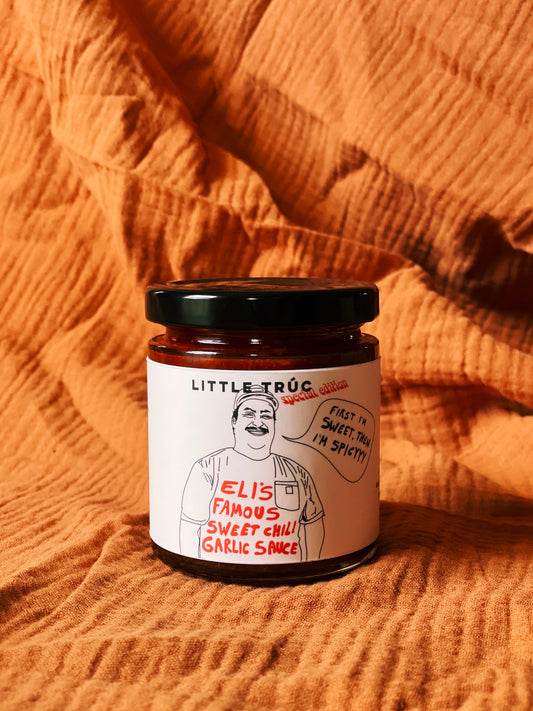 LITTLE TRÚC
special edition
FIRST I'M
SWEET, THEN
I'M SPICYYY!
ELI'S
FAMOUS
SWEET CHILI
GARLIC SAUCE